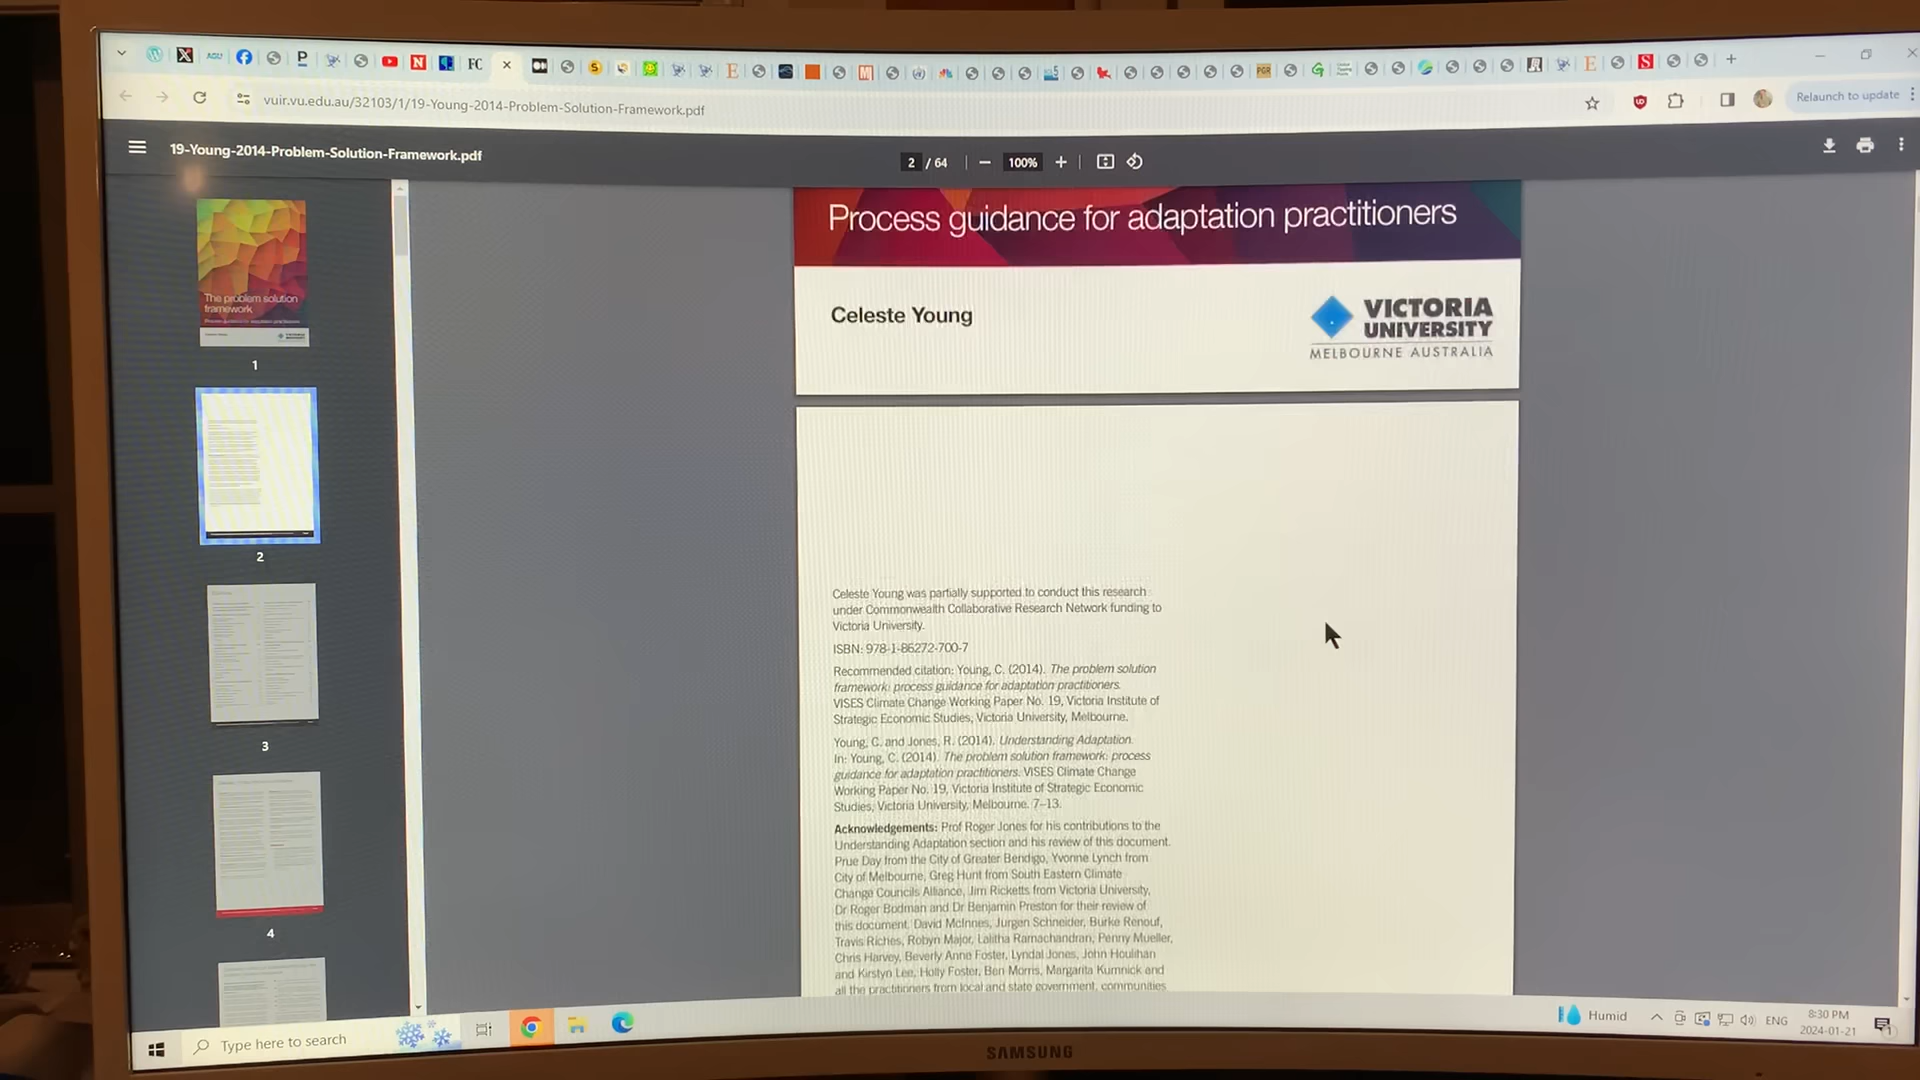 FC
vuir.vu.edu.au/32103/1/19-Young-2014-Problem-Solution-Framework.pdf
Relaunch to update
19-Young-2014-Problem-Solution-Framework.pdf
2 / 64
100%
The problem solution
framework
1
2
3
4
Process guidance for adaptation practitioners
Celeste Young
VICTORIA
UNIVERSITY
MELBOURNE AUSTRALIA
Celeste Young was partially supported to conduct this research
under Commonwealth Collaborative Research Network funding to
Victoria University.
ISBN: 978-1-86272-700-7
Recommended citation: Young, C. (2014). The problem solution
framework: process guidance for adaptation practitioners.
VISES Climate Change Working Paper No. 19, Victoria Institute of
Strategic Economic Studies, Victoria University, Melbourne.
Young, C. and Jones, R. (2014). Understanding Adaptation.
In: Young, C. (2014). The problem solution framework: process
guidance for adaptation practitioners. VISES Climate Change
Working Paper No. 19, Victoria Institute of Strategic Economic
Studies, Victoria University, Melbourne. 7–13.
Acknowledgements: Prof Roger Jones for his contributions to the
Understanding Adaptation section and his review of this document.
Prue Day from the City of Greater Bendigo, Yvonne Lynch from
City of Melbourne, Greg Hunt from South Eastern Climate
Change Councils Alliance, Jim Ricketts from Victoria University,
Dr Roger Bodman and Dr Benjamin Preston for their review of
this document. David McInnes, Jurgen Schneider, Burke Renouf,
Travis Riches, Robyn Major, Lalitha Ramachandran, Penny Mueller,
Chris Harvey, Beverly Anne Foster, Lyndal Jones, John Houlihan
and Kirstyn Lee, Holly Foster, Ben Morris, Margarita Kumnick and
all the practitioners from local and state government, communities
Type here to search
Humid
ENG
8:30 PM
2024-01-21
SAMSUNG